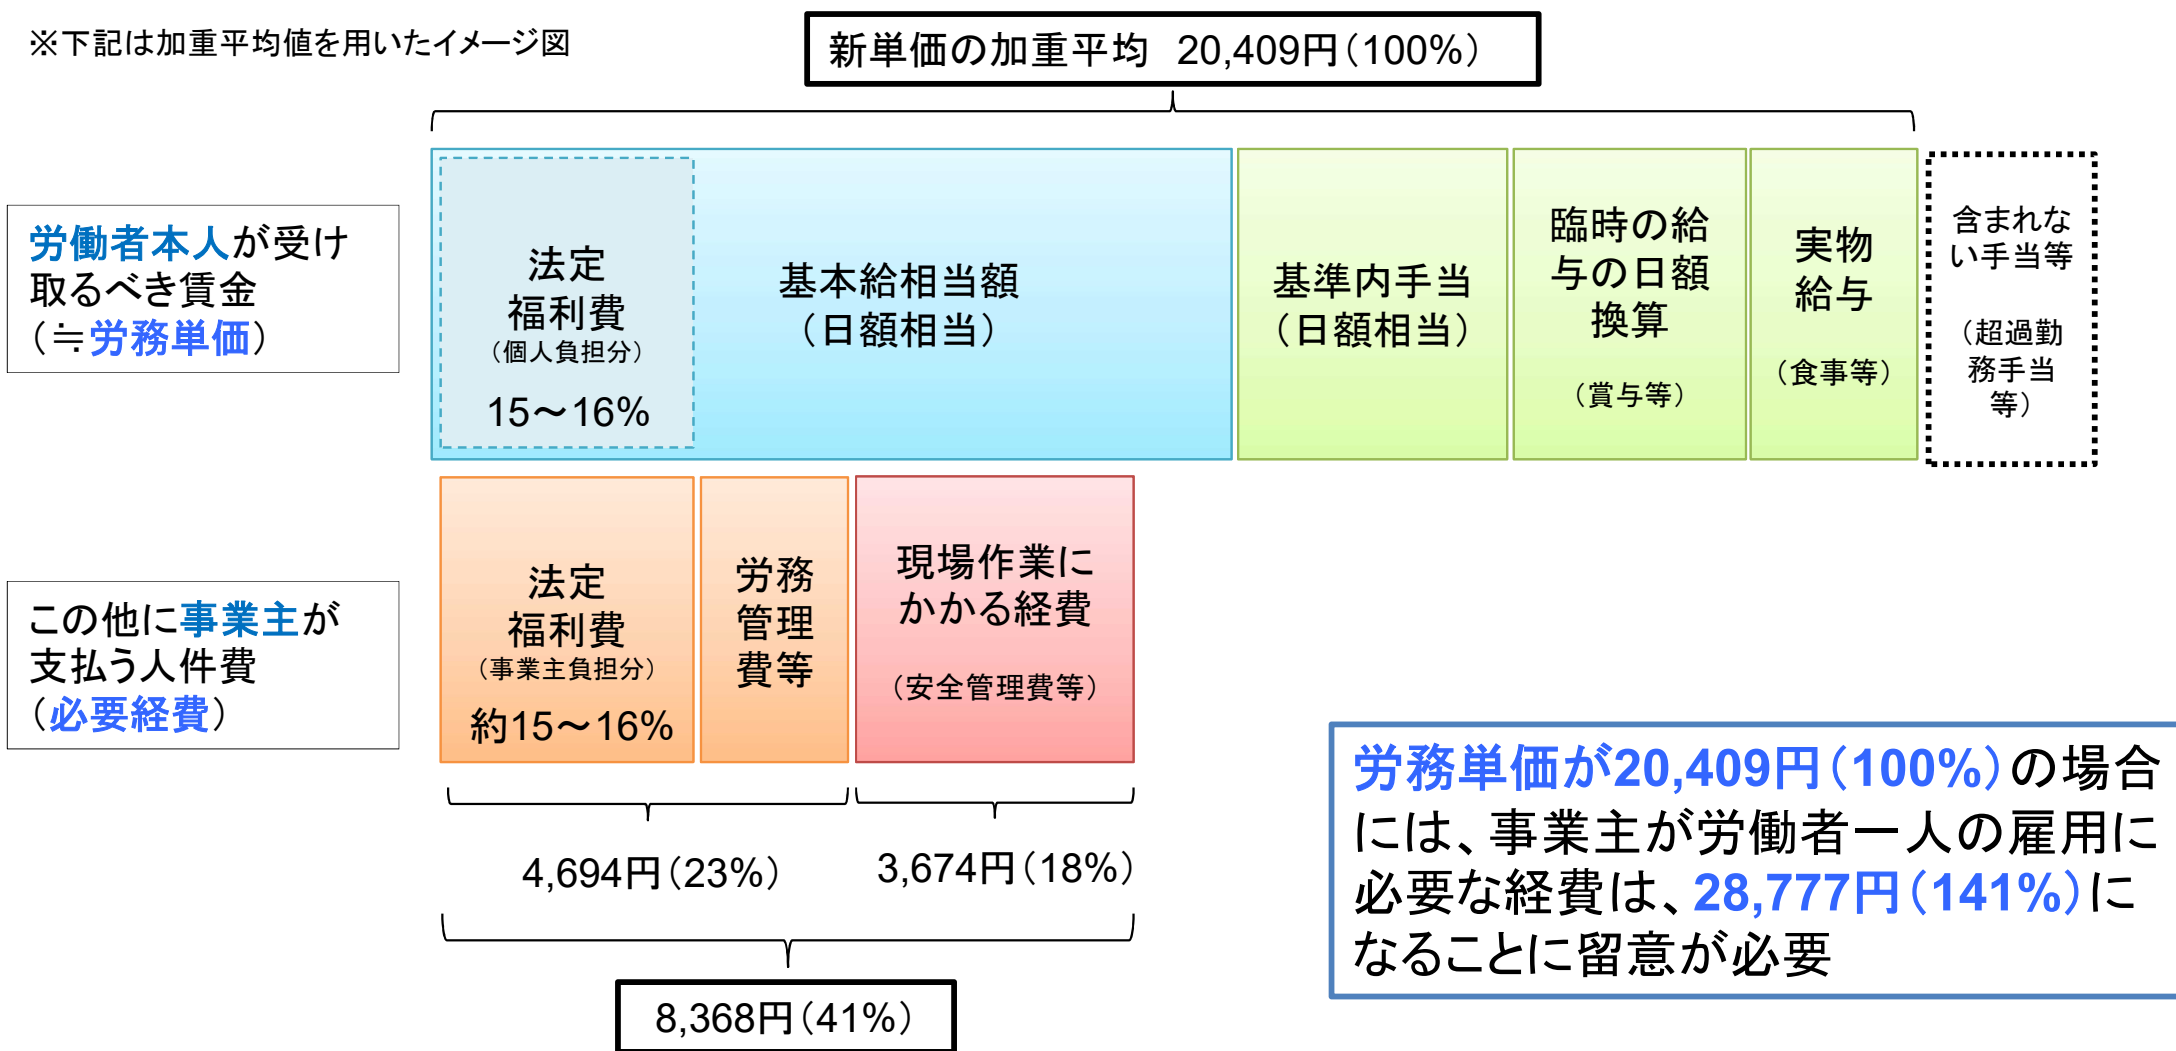 ※下記は加重平均値を用いたイメージ図
新単価の加重平均 20,409円(100%)
労働者本人が受け
取るべき賃金
(≒労務単価)
法定
福利費
(個人負担分)
15～16%
基本給相当額
(日額相当)
基準内手当
(日額相当)
臨時の給
与の日額
換算
(賞与等)
実物
給与
(食事等)
含まれな
い手当等
(超過勤
務手当
等)
この他に事業主が
支払う人件費
(必要経費)
法定
福利費
(事業主負担分)
約15～16%
労務
管理
費等
現場作業に
かかる経費
(安全管理費等)
4,694円(23%)
3,674円(18%)
8,368円(41%)
労務単価が20,409円(100%)の場合
には、事業主が労働者一人の雇用に
必要な経費は、28,777円(141%)に
なることに留意が必要